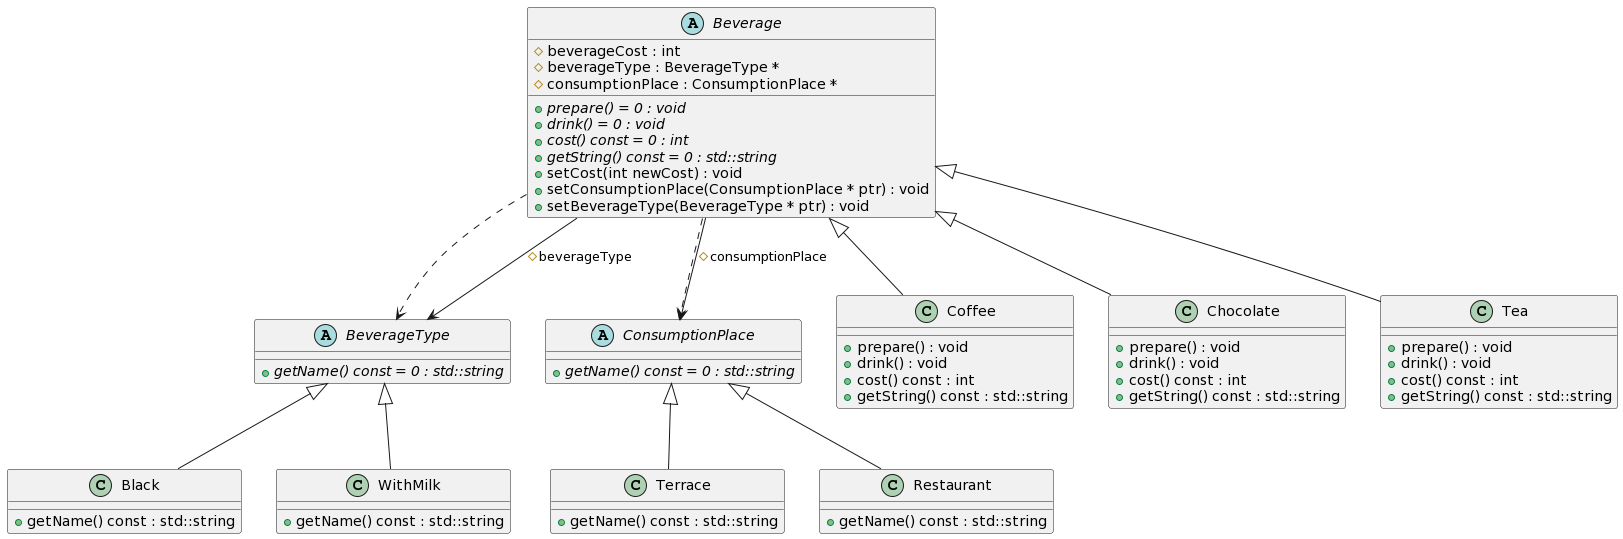 A Beverage
beverageCost : int
beverageType : BeverageType *
consumptionPlace : ConsumptionPlace *
prepare() = 0 : void
drink() = 0 : void
cost() const = 0 : int
getString() const = 0 : std::string
setCost(int newCost) : void
setConsumptionPlace(ConsumptionPlace * ptr) : void
setBeverageType(BeverageType * ptr) : void
beverageType
consumptionPlace
A BeverageType
getName() const = 0 : std::string
A ConsumptionPlace
getName() const = 0 : std::string
C Coffee
prepare() : void
drink() : void
cost() const : int
getString() const : std::string
C Chocolate
prepare() : void
drink() : void
cost() const : int
getString() const : std::string
C Tea
prepare() : void
drink() : void
cost() const : int
getString() const : std::string
C Black
getName() const : std::string
C WithMilk
getName() const : std::string
C Terrace
getName() const : std::string
C Restaurant
getName() const : std::string